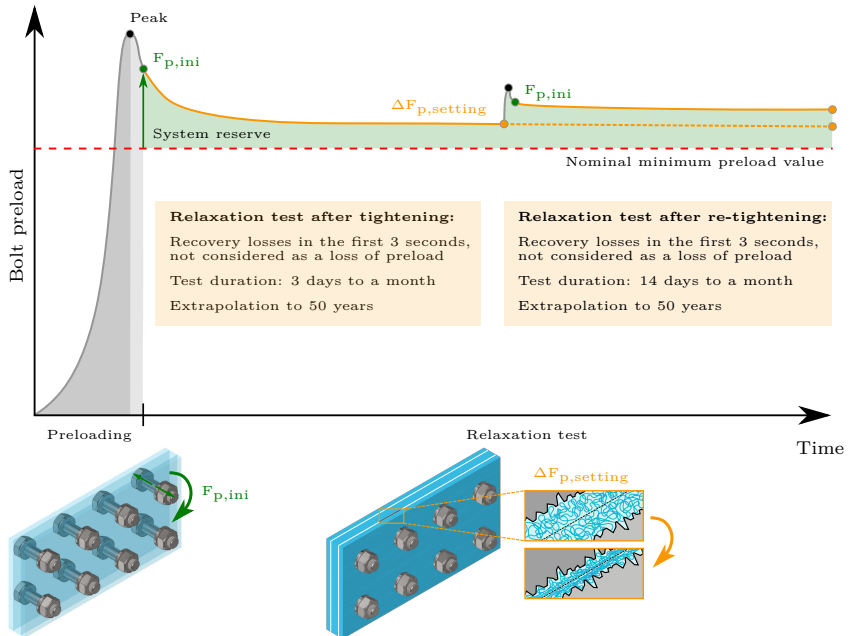 Peak
F_p,ini
ΔF_p,setting
F_p,ini
System reserve
Nominal minimum preload value
Bolt preload
Relaxation test after tightening:
Recovery losses in the first 3 seconds,
not considered as a loss of preload
Test duration: 3 days to a month
Extrapolation to 50 years
Relaxation test after re-tightening:
Recovery losses in the first 3 seconds,
not considered as a loss of preload
Test duration: 14 days to a month
Extrapolation to 50 years
Preloading
Relaxation test
Time
F_p,ini
ΔF_p,setting